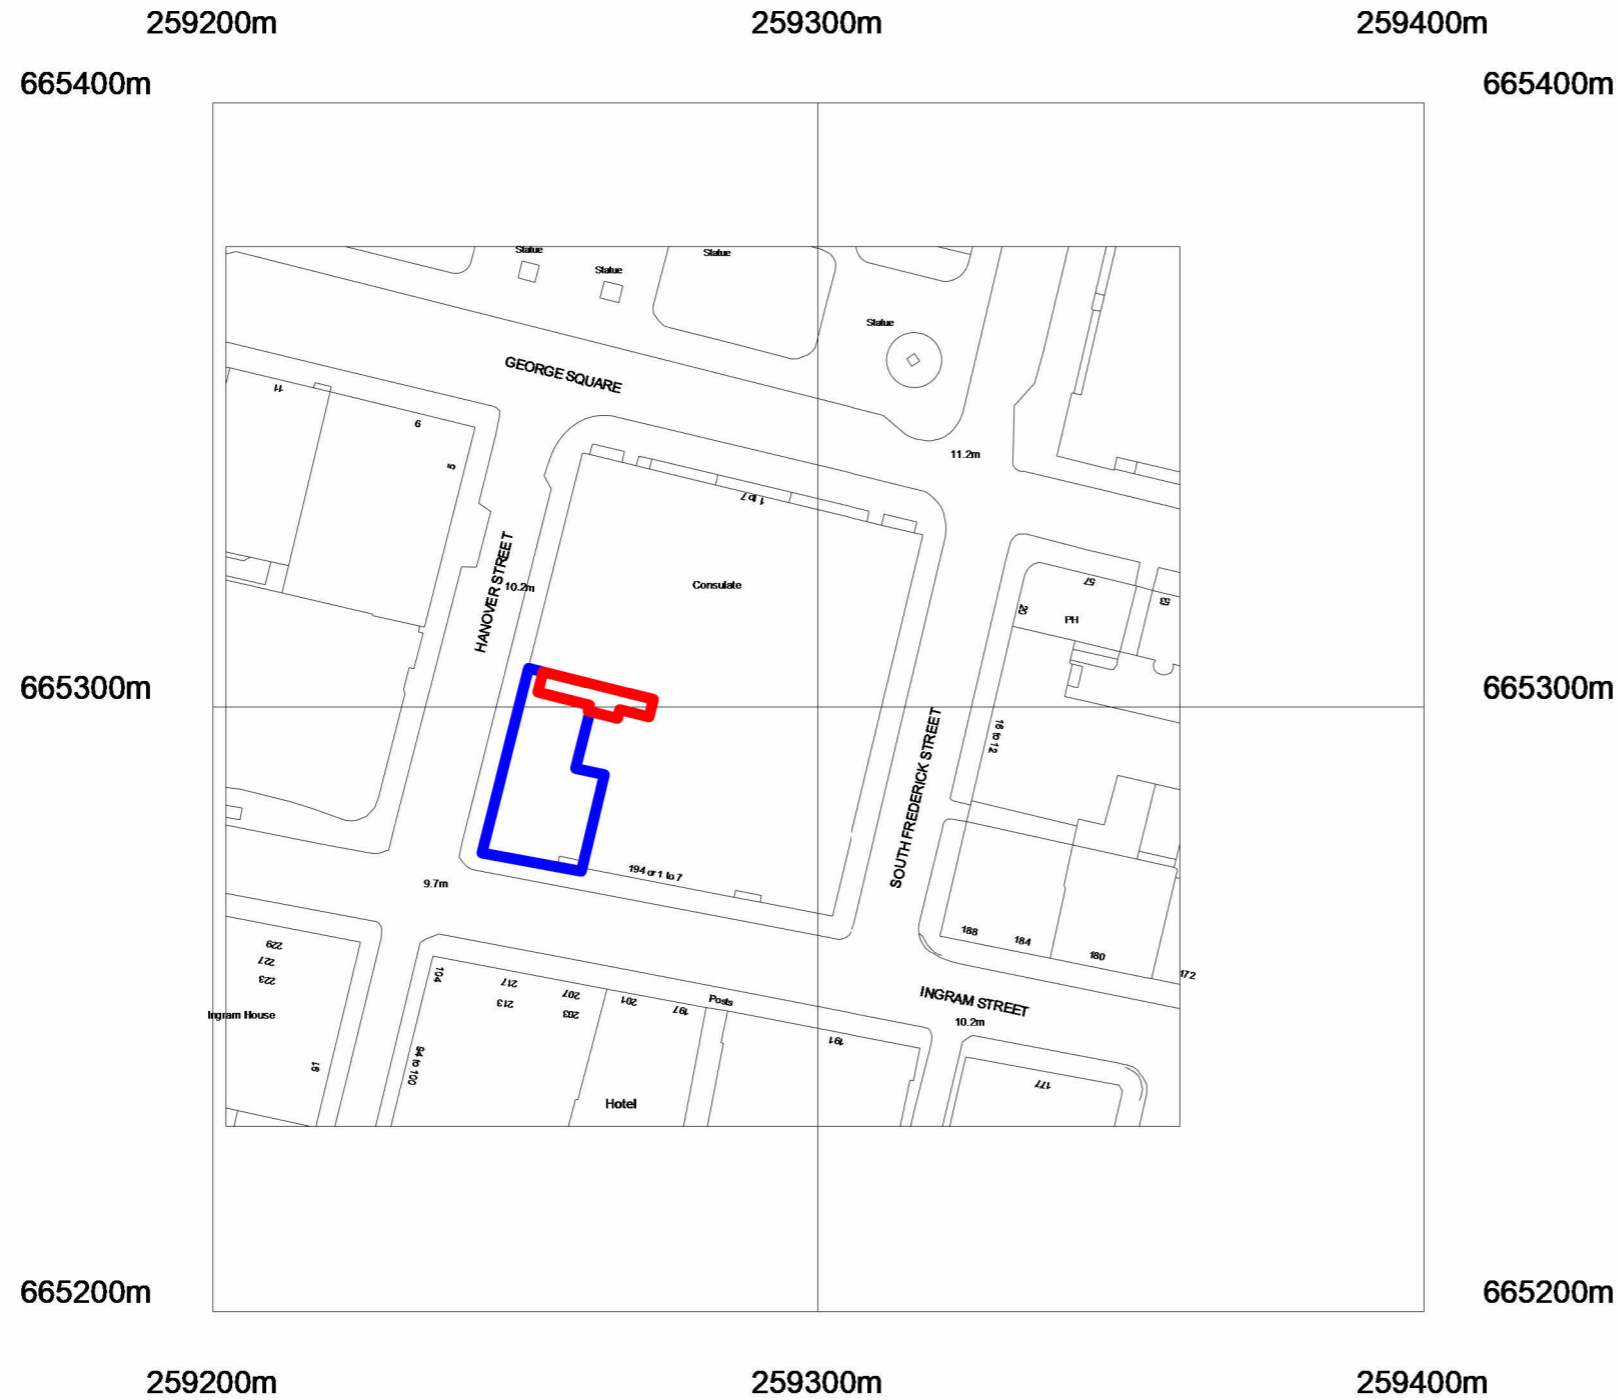 259200m 259300m 259400m
665400m 665400m
Statue Statue
Statue
Statue
GEORGE SQUARE
11
9
5
11.2m
1 to 7
HANOVER STREET
10.2m
Consulate
57
53
20
PH
665300m 665300m
16 to 12
SOUTH FREDERICK STREET
194 or 1 to 7
9.7m
188
184
180
172
229
227
223
104
217
213
207
203
201
197
Posts
191
INGRAM STREET
10.2m
Ingram House
91
94 to 100
Hotel
177
665200m 665200m
259200m 259300m 259400m